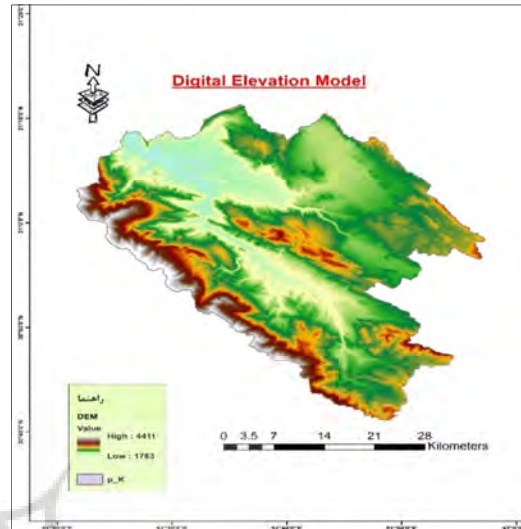 Digital Elevation Model
N
راهنما
DEM
Value
High : 4411
Low : 1763
p_K
0 3.5 7 14 21 28
Kilometers